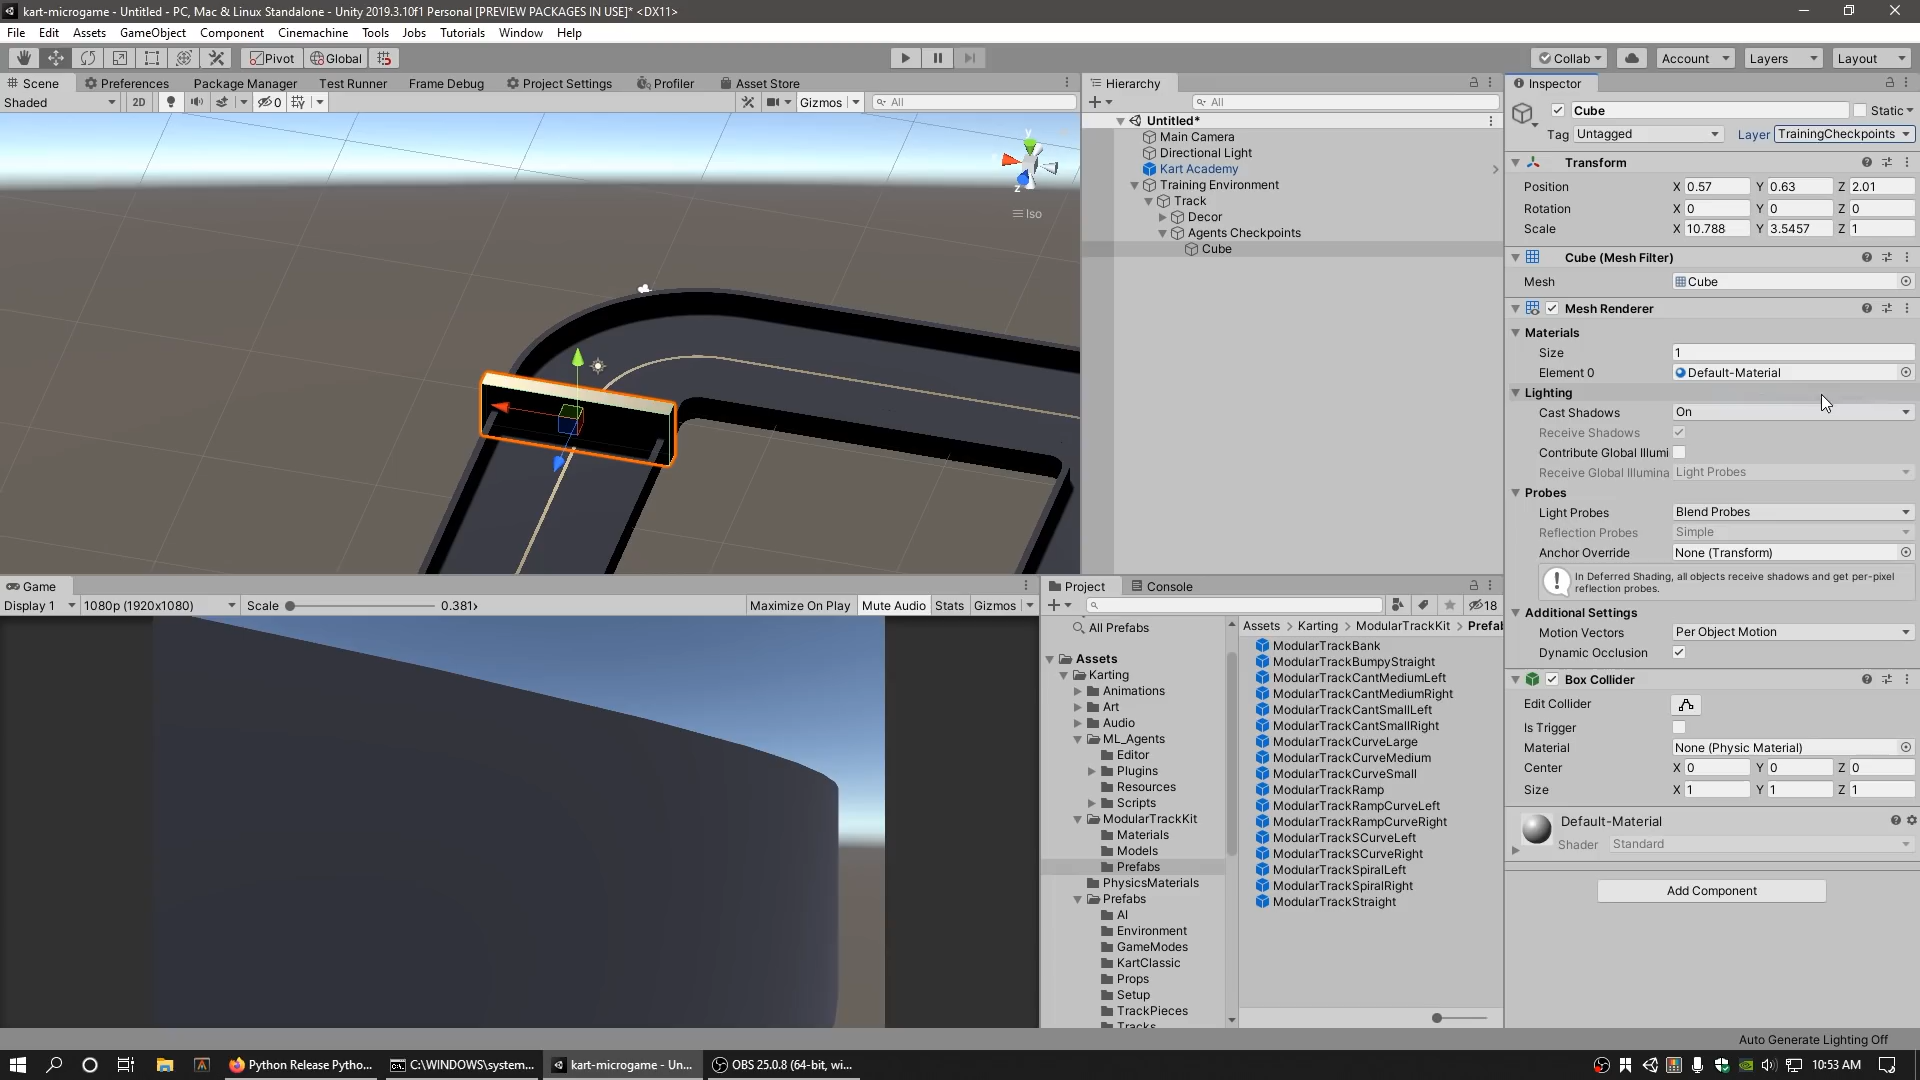 kart-microgame - Untitled - PC, Mac & Linux Standalone - Unity 2019.3.10f1 Personal [PREVIEW PACKAGES IN USE]* <DX11>
File Edit Assets GameObject Component Cinemachine Tools Jobs Tutorials Window Help
Pivot Global Collab Account Layers Layout
Scene Preferences Package Manager Test Runner Frame Debug Project Settings Profiler Asset Store
Shaded 2D 0 Gizmos All
y
z
Iso
Hierarchy
All
Untitled*
Main Camera
Directional Light
Kart Academy
Training Environment
Track
Decor
Agents Checkpoints
Cube
Inspector
Cube Static
Tag Untagged Layer TrainingCheckpoints
Transform
Position X 0.57 Y 0.63 Z 2.01
Rotation X 0 Y 0 Z 0
Scale X 10.788 Y 3.5457 Z 1
Cube (Mesh Filter)
Mesh Cube
Mesh Renderer
Materials
Size 1
Element 0 Default-Material
Lighting
Cast Shadows On
Receive Shadows
Contribute Global Illumi
Receive Global Illumina Light Probes
Probes
Light Probes Blend Probes
Reflection Probes Simple
Anchor Override None (Transform)
In Deferred Shading, all objects receive shadows and get per-pixel
reflection probes.
Additional Settings
Motion Vectors Per Object Motion
Dynamic Occlusion
Box Collider
Edit Collider
Is Trigger
Material None (Physic Material)
Center X 0 Y 0 Z 0
Size X 1 Y 1 Z 1
Default-Material
Shader Standard
Add Component
Game
Display 1 1080p (1920x1080) Scale 0.381x Maximize On Play Mute Audio Stats Gizmos
Project Console
18
All Prefabs
Assets
Karting
Animations
Art
Audio
ML_Agents
Editor
Plugins
Resources
Scripts
ModularTrackKit
Materials
Models
Prefabs
PhysicsMaterials
Prefabs
AI
Environment
GameModes
KartClassic
Props
Setup
TrackPieces
Tracks
Assets > Karting > ModularTrackKit > Prefab
ModularTrackBank
ModularTrackBumpyStraight
ModularTrackCantMediumLeft
ModularTrackCantMediumRight
ModularTrackCantSmallLeft
ModularTrackCantSmallRight
ModularTrackCurveLarge
ModularTrackCurveMedium
ModularTrackCurveSmall
ModularTrackRamp
ModularTrackRampCurveLeft
ModularTrackRampCurveRight
ModularTrackSCurveLeft
ModularTrackSCurveRight
ModularTrackSpiralLeft
ModularTrackSpiralRight
ModularTrackStraight
Auto Generate Lighting Off
Python Release Pytho... C:\WINDOWS\system... kart-microgame - Un... OBS 25.0.8 (64-bit, wi... 10:53 AM